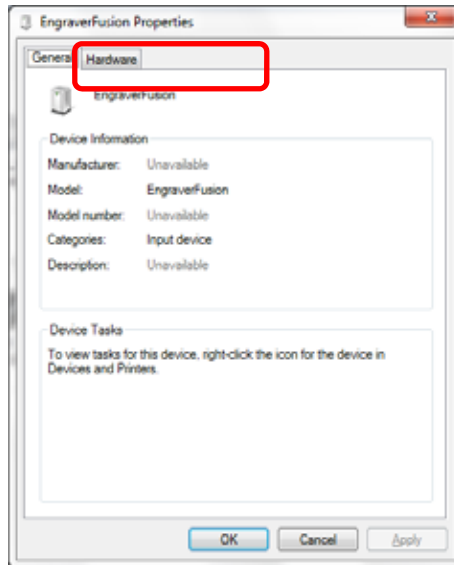 EngraverFusion Properties
General Hardware
EngraverFusion
Device Information
Manufacturer: Unavailable
Model: EngraverFusion
Model number: Unavailable
Categories: Input device
Description: Unavailable
Device Tasks
To view tasks for this device, right-click the icon for the device in
Devices and Printers.
OK Cancel Apply